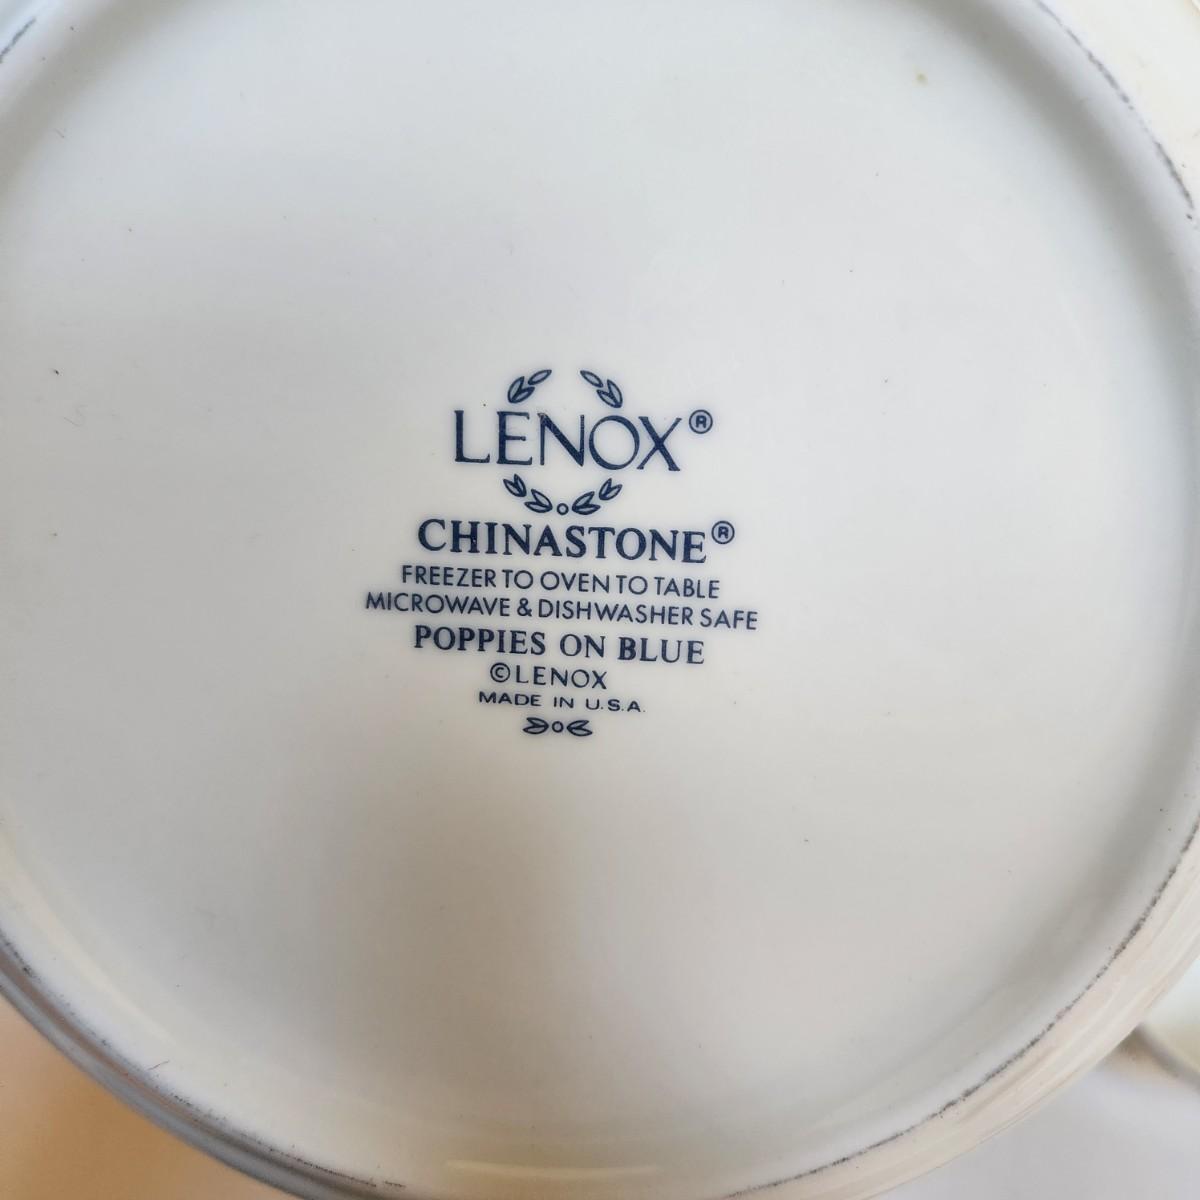 LENOX®
CHINASTONE®
FREEZER TO OVEN TO TABLE
MICROWAVE & DISHWASHER SAFE
POPPIES ON BLUE
©LENOX
MADE IN U.S.A.